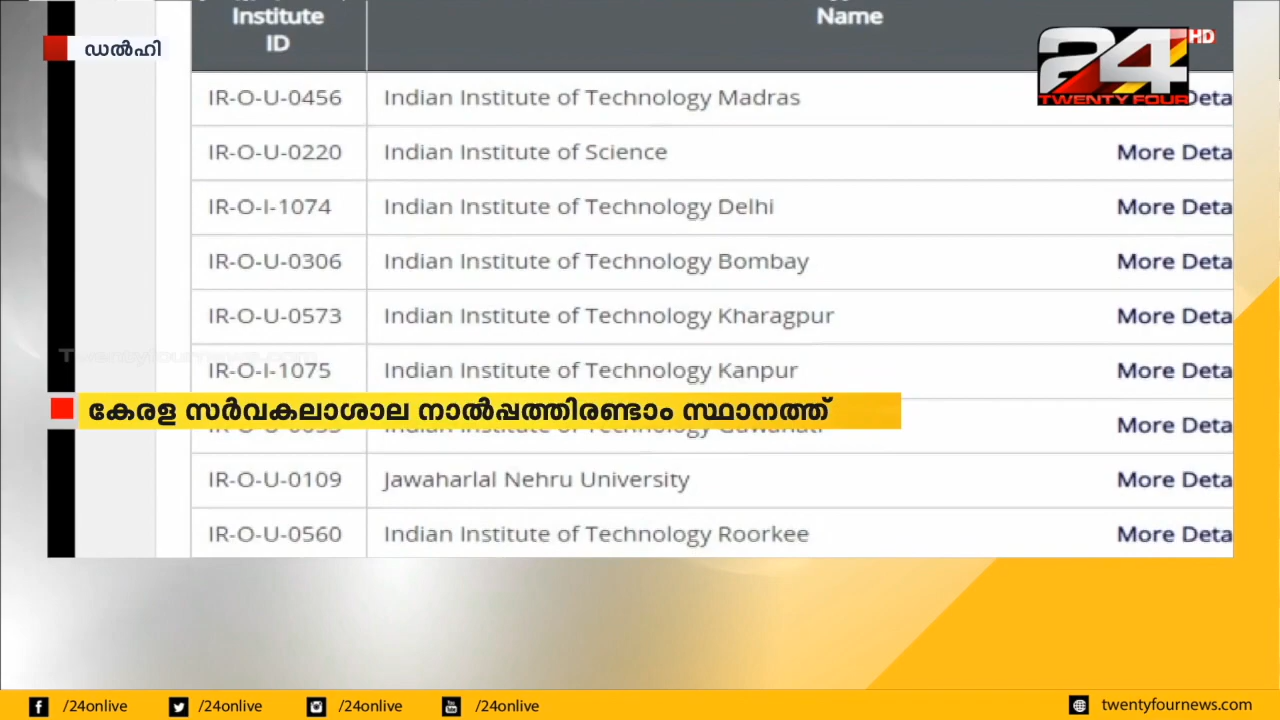 Institute
ID
Name
ഡൽഹി
24
HD
TWENTY FOUR
IR-O-U-0456 Indian Institute of Technology Madras Deta
IR-O-U-0220 Indian Institute of Science More Deta
IR-O-I-1074 Indian Institute of Technology Delhi More Deta
IR-O-U-0306 Indian Institute of Technology Bombay More Deta
IR-O-U-0573 Indian Institute of Technology Kharagpur More Deta
Twentyfournews.com
IR-O-I-1075 Indian Institute of Technology Kanpur More Deta
കേരള സർവകലാശാല നാൽപ്പത്തിരണ്ടാം സ്ഥാനത്ത്
More Deta
IR-O-U-0109 Jawaharlal Nehru University More Deta
IR-O-U-0560 Indian Institute of Technology Roorkee More Deta
/24onlive /24onlive /24onlive /24onlive twentyfournews.com